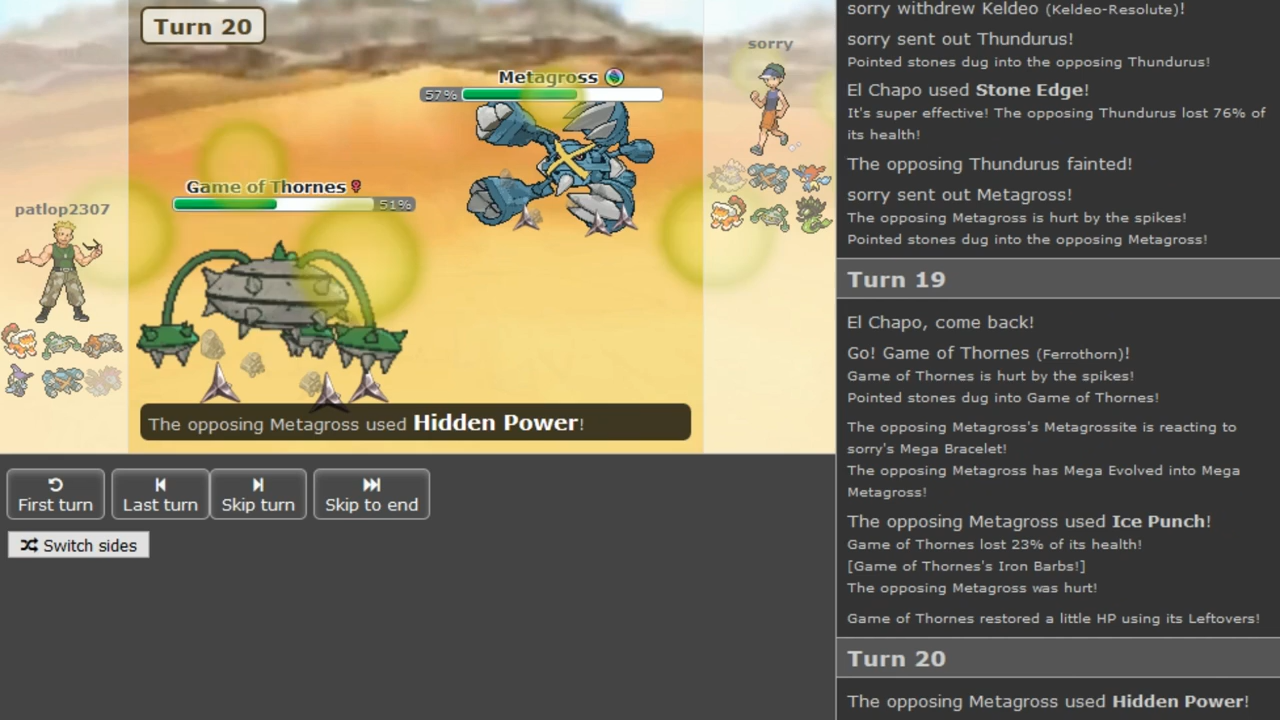 Turn 20
Metagross
57%
sorry
Game of Thornes
51%
patlop2307
The opposing Metagross used Hidden Power!
First turn
Last turn
Skip turn
Skip to end
Switch sides
sorry withdrew Keldeo (Keldeo-Resolute)!
sorry sent out Thundurus!
Pointed stones dug into the opposing Thundurus!
El Chapo used Stone Edge!
It's super effective! The opposing Thundurus lost 76% of
its health!
The opposing Thundurus fainted!
sorry sent out Metagross!
The opposing Metagross is hurt by the spikes!
Pointed stones dug into the opposing Metagross!
Turn 19
El Chapo, come back!
Go! Game of Thornes (Ferrothorn)!
Game of Thornes is hurt by the spikes!
Pointed stones dug into Game of Thornes!
The opposing Metagross's Metagrossite is reacting to
sorry's Mega Bracelet!
The opposing Metagross has Mega Evolved into Mega
Metagross!
The opposing Metagross used Ice Punch!
Game of Thornes lost 23% of its health!
[Game of Thornes's Iron Barbs!]
The opposing Metagross was hurt!
Game of Thornes restored a little HP using its Leftovers!
Turn 20
The opposing Metagross used Hidden Power!